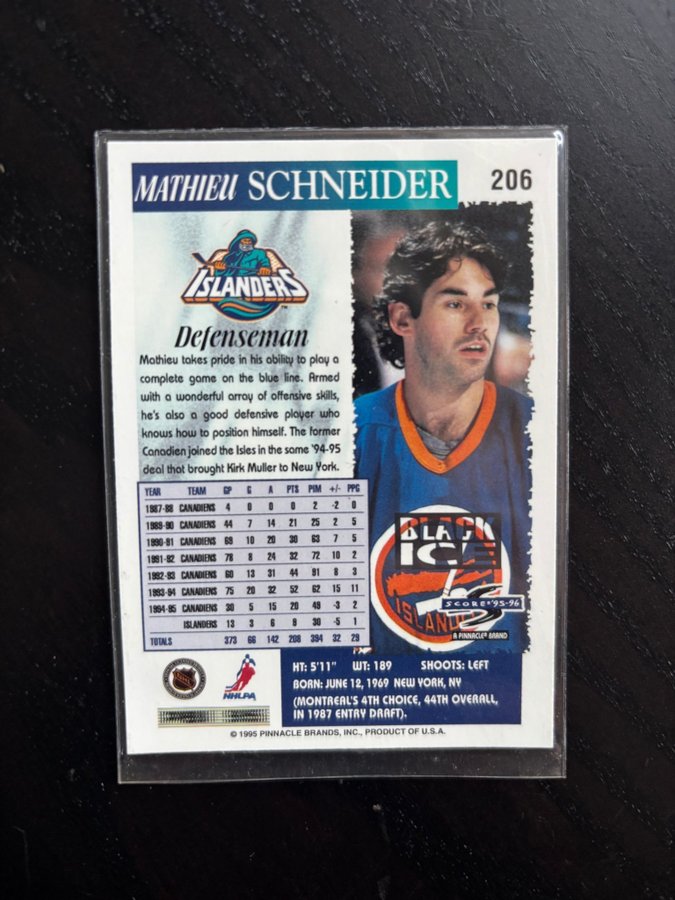 MATHIEU SCHNEIDER 206
ISLANDERS
TM
Defenseman
Mathieu takes pride in his ability to play a
complete game on the blue line. Armed
with a wonderful array of offensive skills,
he's also a good defensive player who
knows how to position himself. The former
Canadien joined the Isles in the same '94-95
deal that brought Kirk Muller to New York.
YEAR TEAM GP G A PTS PIM +/- PPG
1987-88 CANADIENS 4 0 0 0 2 -2 0
1989-90 CANADIENS 44 7 14 21 25 2 5
1990-91 CANADIENS 69 10 20 30 63 7 5
1991-92 CANADIENS 78 8 24 32 72 10 2
1992-93 CANADIENS 60 13 31 44 91 8 3
1993-94 CANADIENS 75 20 32 52 62 15 11
1994-95 CANADIENS 30 5 15 20 49 -3 2
ISLANDERS 13 3 6 9 30 -5 1
TOTALS 373 66 142 208 394 32 29
BLACK
ICE
ISLANDERS
SCORE '95-96
A PINNACLE BRAND
NHLPA
HT: 5'11" WT: 189 SHOOTS: LEFT
BORN: JUNE 12, 1969 NEW YORK, NY
(MONTREAL'S 4TH CHOICE, 44TH OVERALL,
IN 1987 ENTRY DRAFT).
© 1995 PINNACLE BRANDS, INC., PRODUCT OF U.S.A.